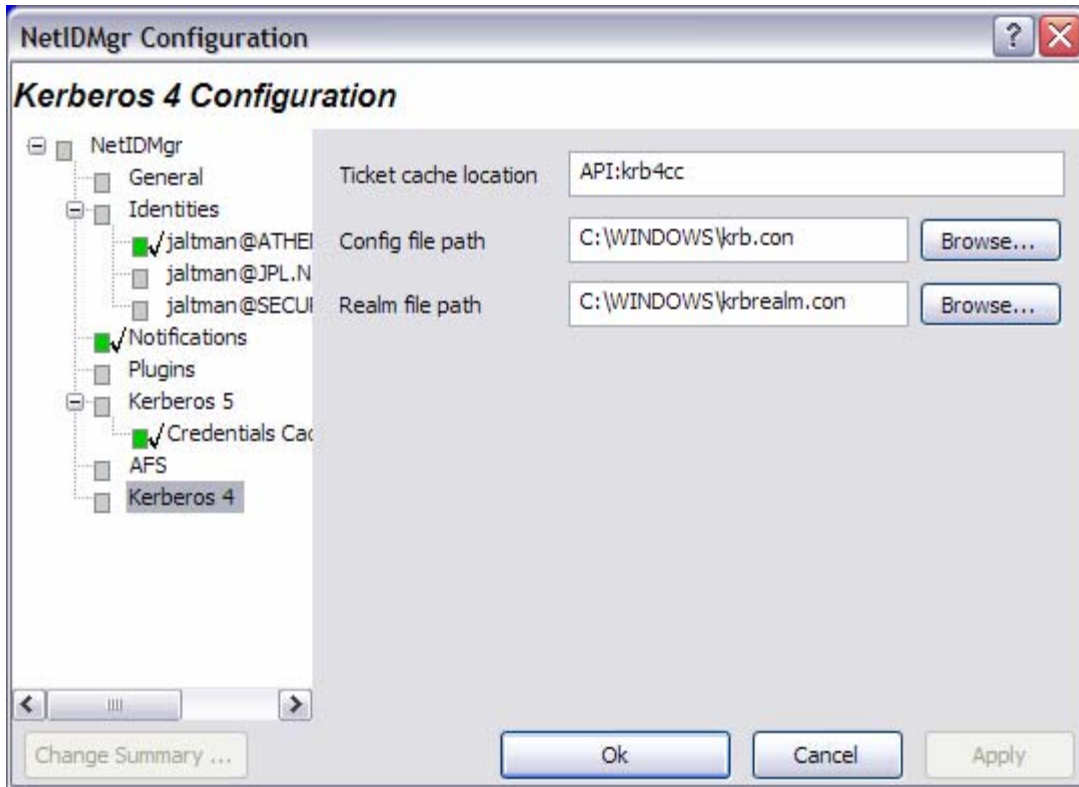 NetIDMgr Configuration
?
Kerberos 4 Configuration
NetIDMgr
General
Identities
jaltman@ATHE
jaltman@JPL.N
jaltman@SECU
Notifications
Plugins
Kerberos 5
Credentials Cac
AFS
Kerberos 4
Ticket cache location API:krb4cc
Config file path C:\WINDOWS\krb.con Browse...
Realm file path C:\WINDOWS\krbrealm.con Browse...
Change Summary ... Ok Cancel Apply